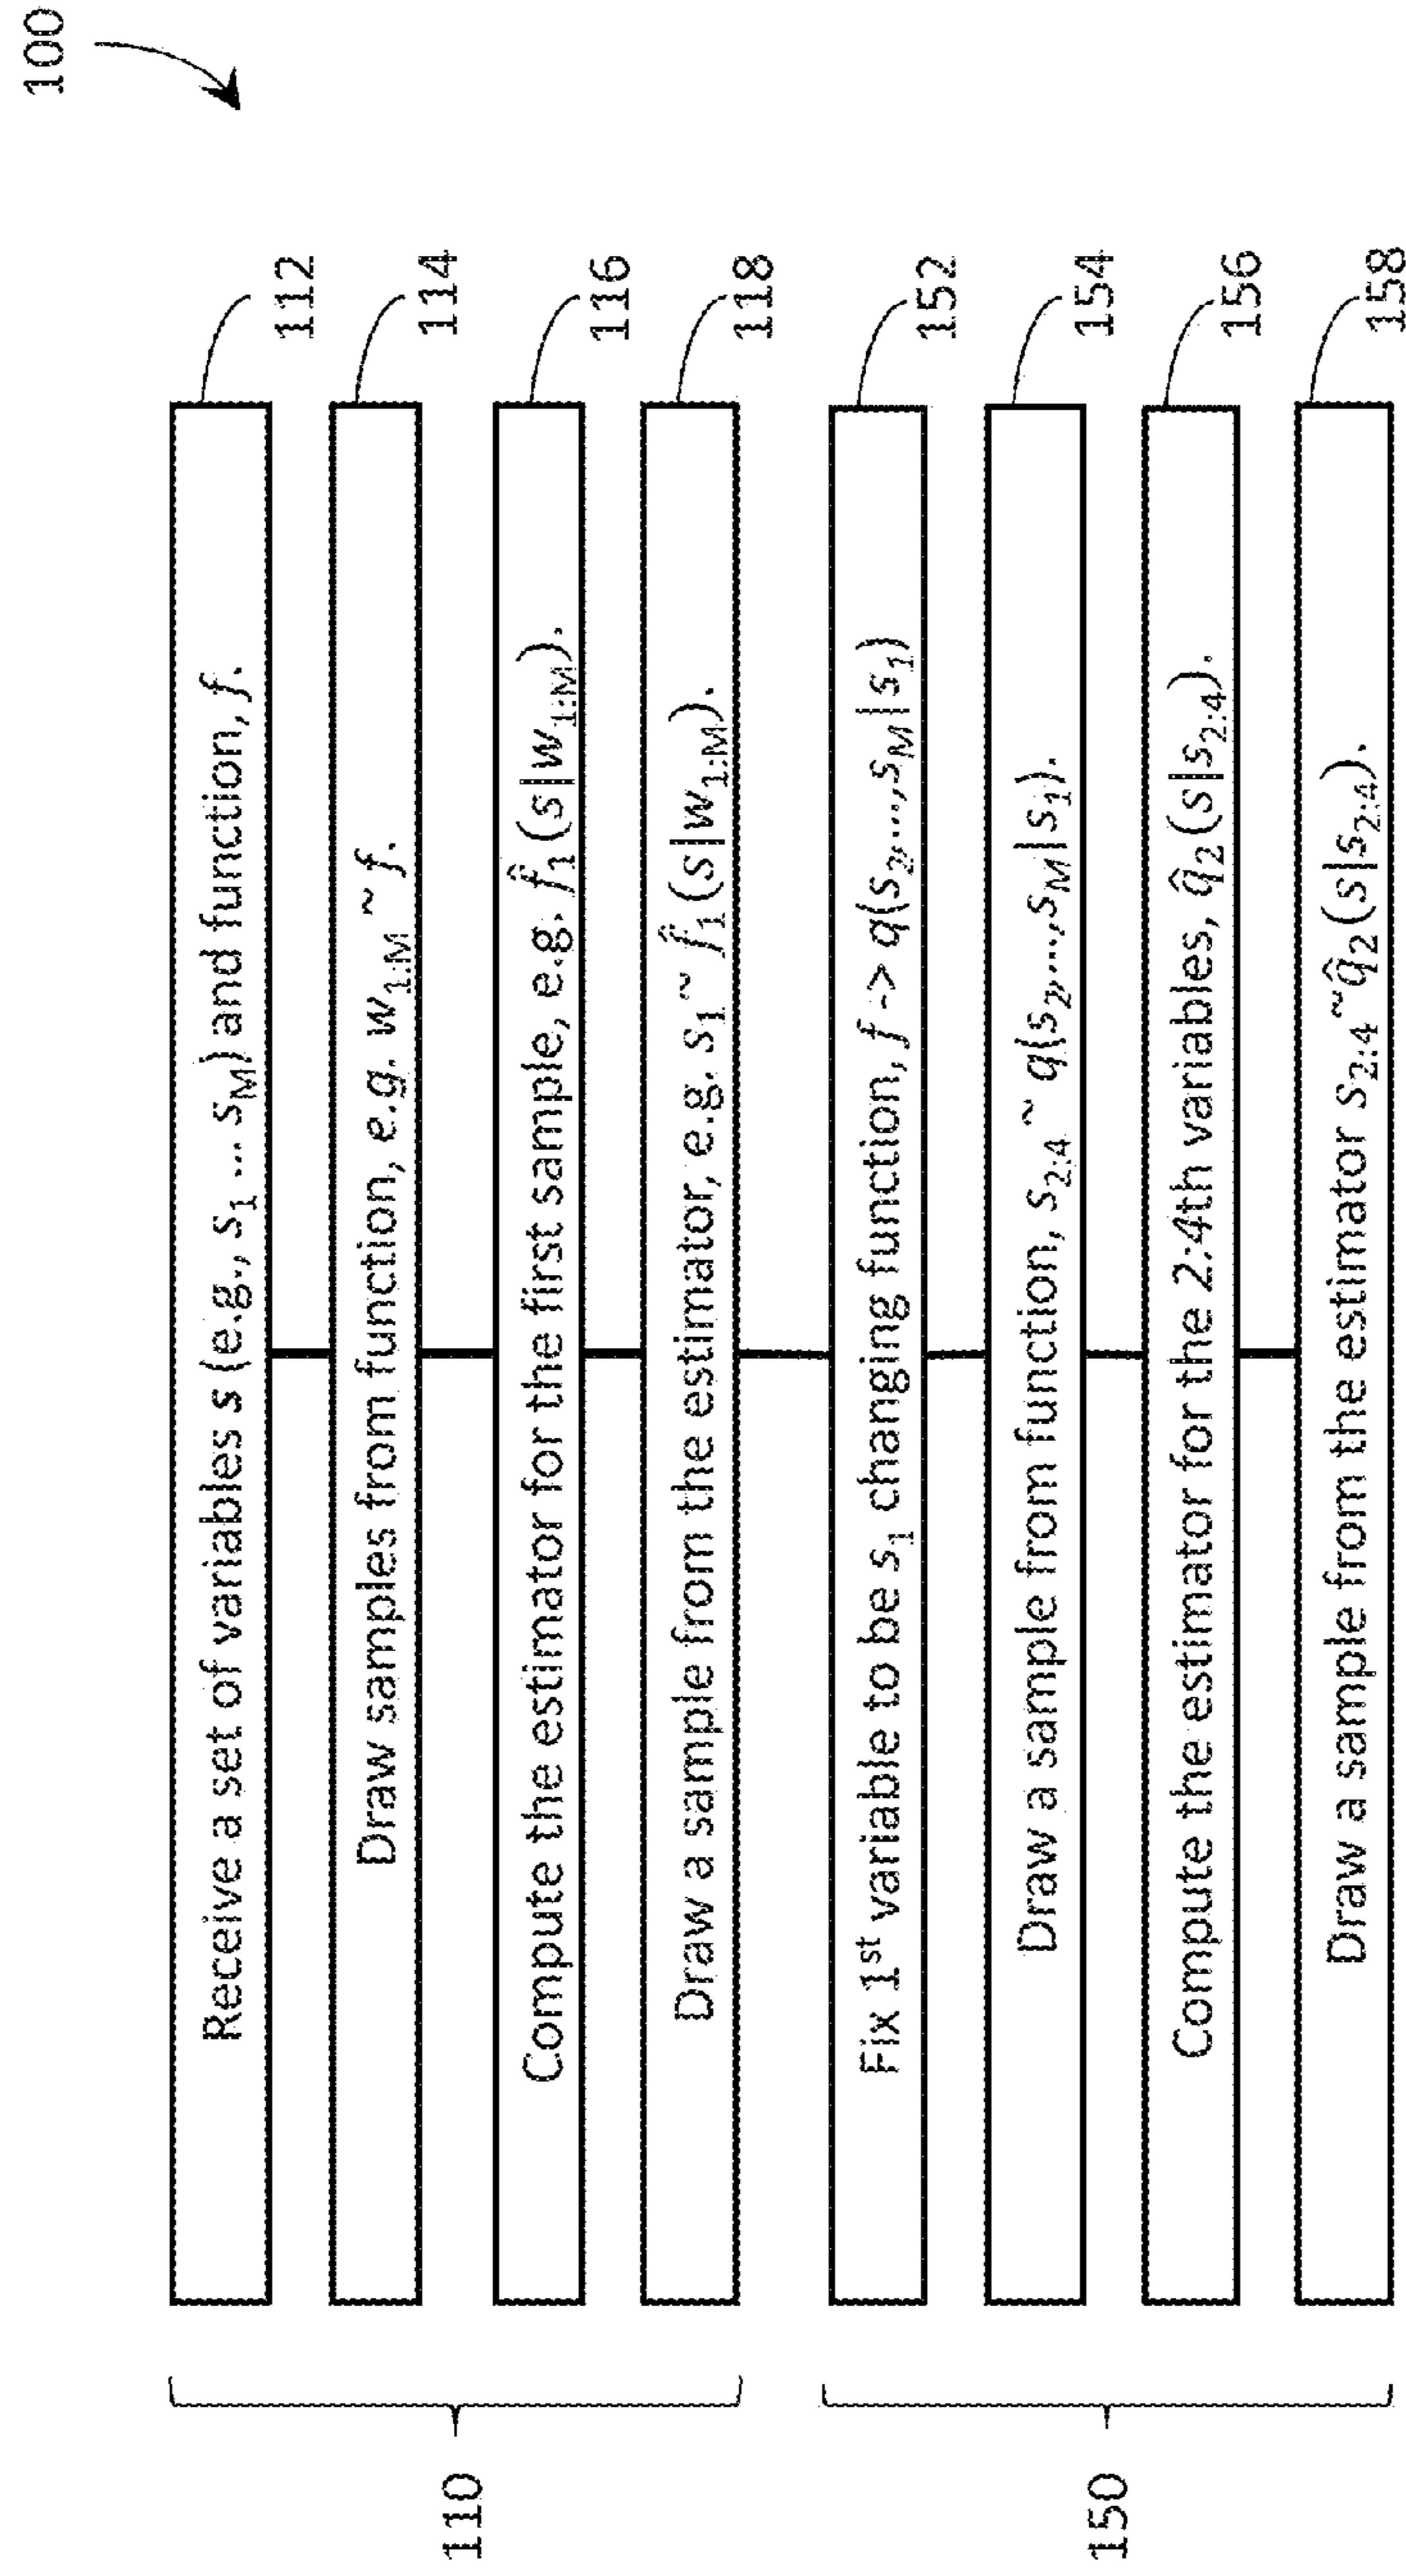 100
110
Receive a set of variables s (e.g., s₁ ... s_M) and function, f.
112
Draw samples from function, e.g. w₁:M ~ f.
114
Compute the estimator for the first sample, e.g. f̂₁(s|w₁:M).
116
Draw a sample from the estimator, e.g. s₁ ~ f̂₁(s|w₁:M).
118
150
Fix 1st variable to be s₁ changing function, f -> q(s₂,...,s_M|s₁)
152
Draw a sample from function, s₂:₄ ~ q(s₂,...,s_M|s₁).
154
Compute the estimator for the 2:4th variables, q̂₂(s|s₂:₄).
156
Draw a sample from the estimator s₂:₄ ~ q̂₂(s|s₂:₄).
158